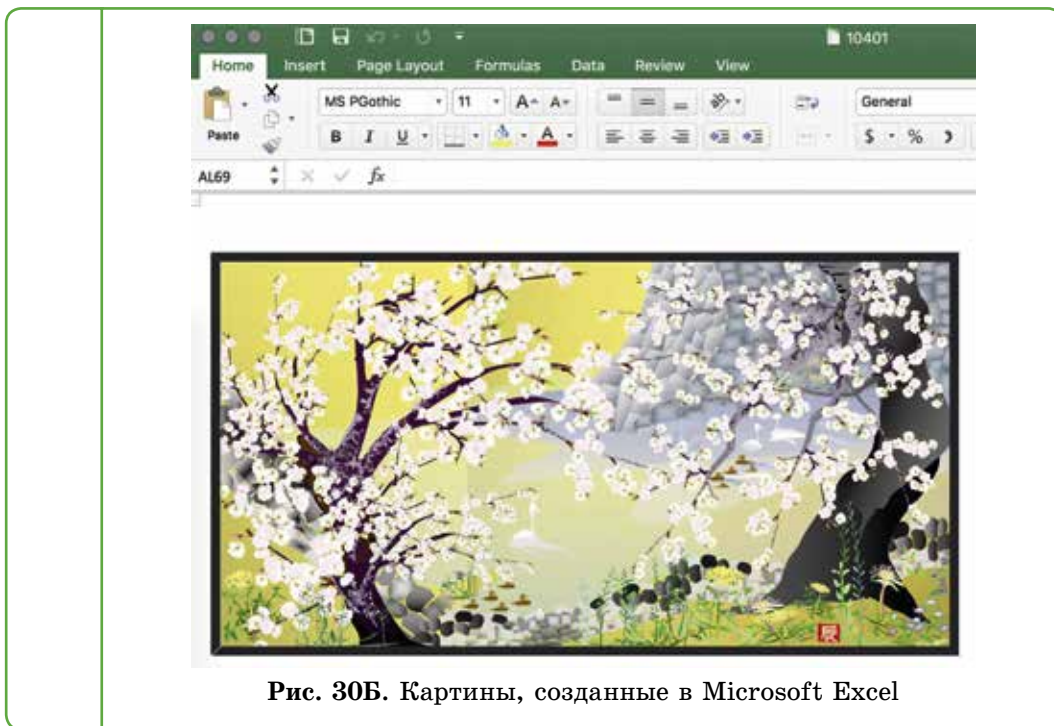 10401
Home Insert Page Layout Formulas Data Review View
MS PGothic 11 A A General
Paste B I U A $ % )
AL69 fx
辰
Рис. 30Б. Картины, созданные в Microsoft Excel